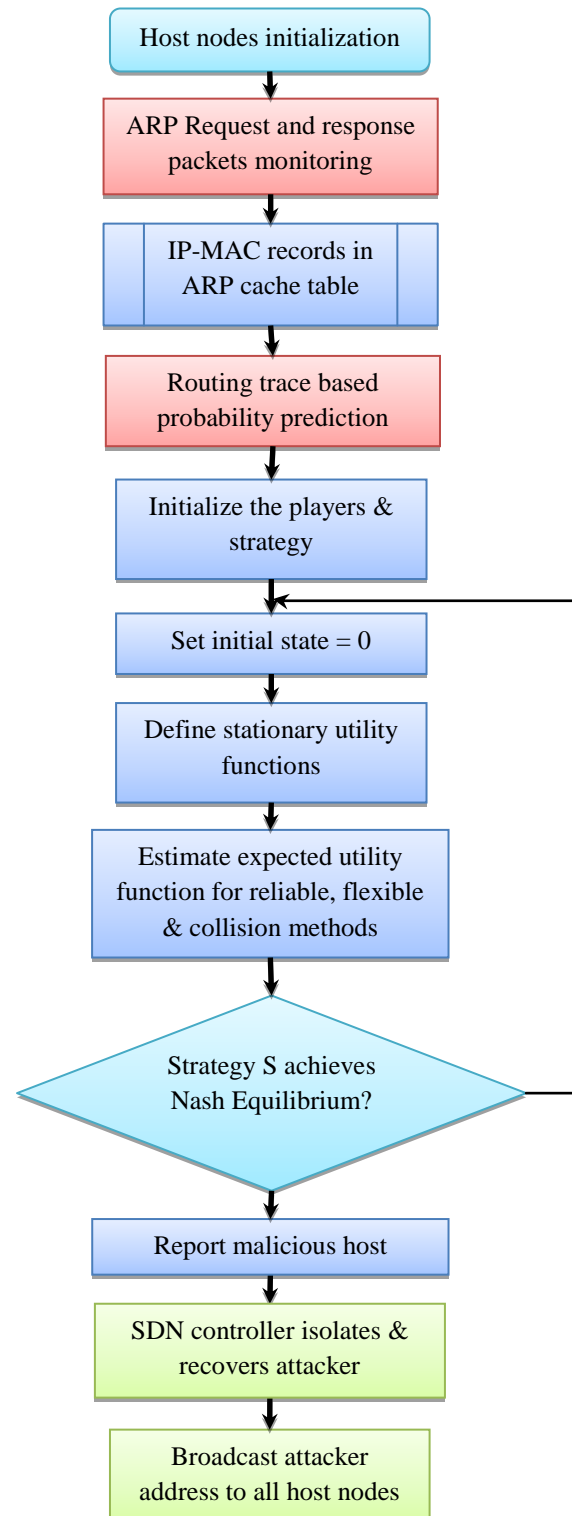 Host nodes initialization
ARP Request and response
packets monitoring
IP-MAC records in
ARP cache table
Routing trace based
probability prediction
Initialize the players &
strategy
Set initial state = 0
Define stationary utility
functions
Estimate expected utility
function for reliable, flexible
& collision methods
Strategy S achieves
Nash Equilibrium?
Report malicious host
SDN controller isolates &
recovers attacker
Broadcast attacker
address to all host nodes